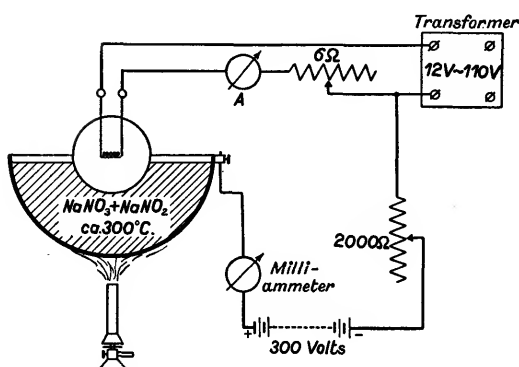 Transformer
6Ω
12V~110V
A
NaNO₃+NaNO₂
ca.300°C.
2000Ω
Milli-
ammeter
+
-
300 Volts